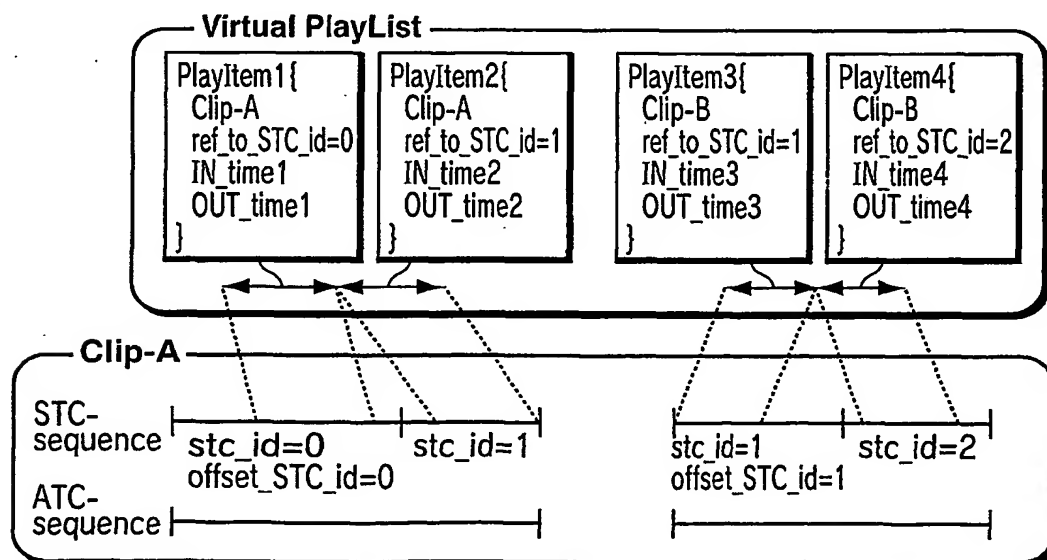 Virtual PlayList
PlayItem1{
Clip-A
ref_to_STC_id=0
IN_time1
OUT_time1
}
PlayItem2{
Clip-A
ref_to_STC_id=1
IN_time2
OUT_time2
}
PlayItem3{
Clip-B
ref_to_STC_id=1
IN_time3
OUT_time3
}
PlayItem4{
Clip-B
ref_to_STC_id=2
IN_time4
OUT_time4
}
Clip-A
STC-
sequence
stc_id=0
offset_STC_id=0
stc_id=1
stc_id=1
offset_STC_id=1
stc_id=2
ATC-
sequence